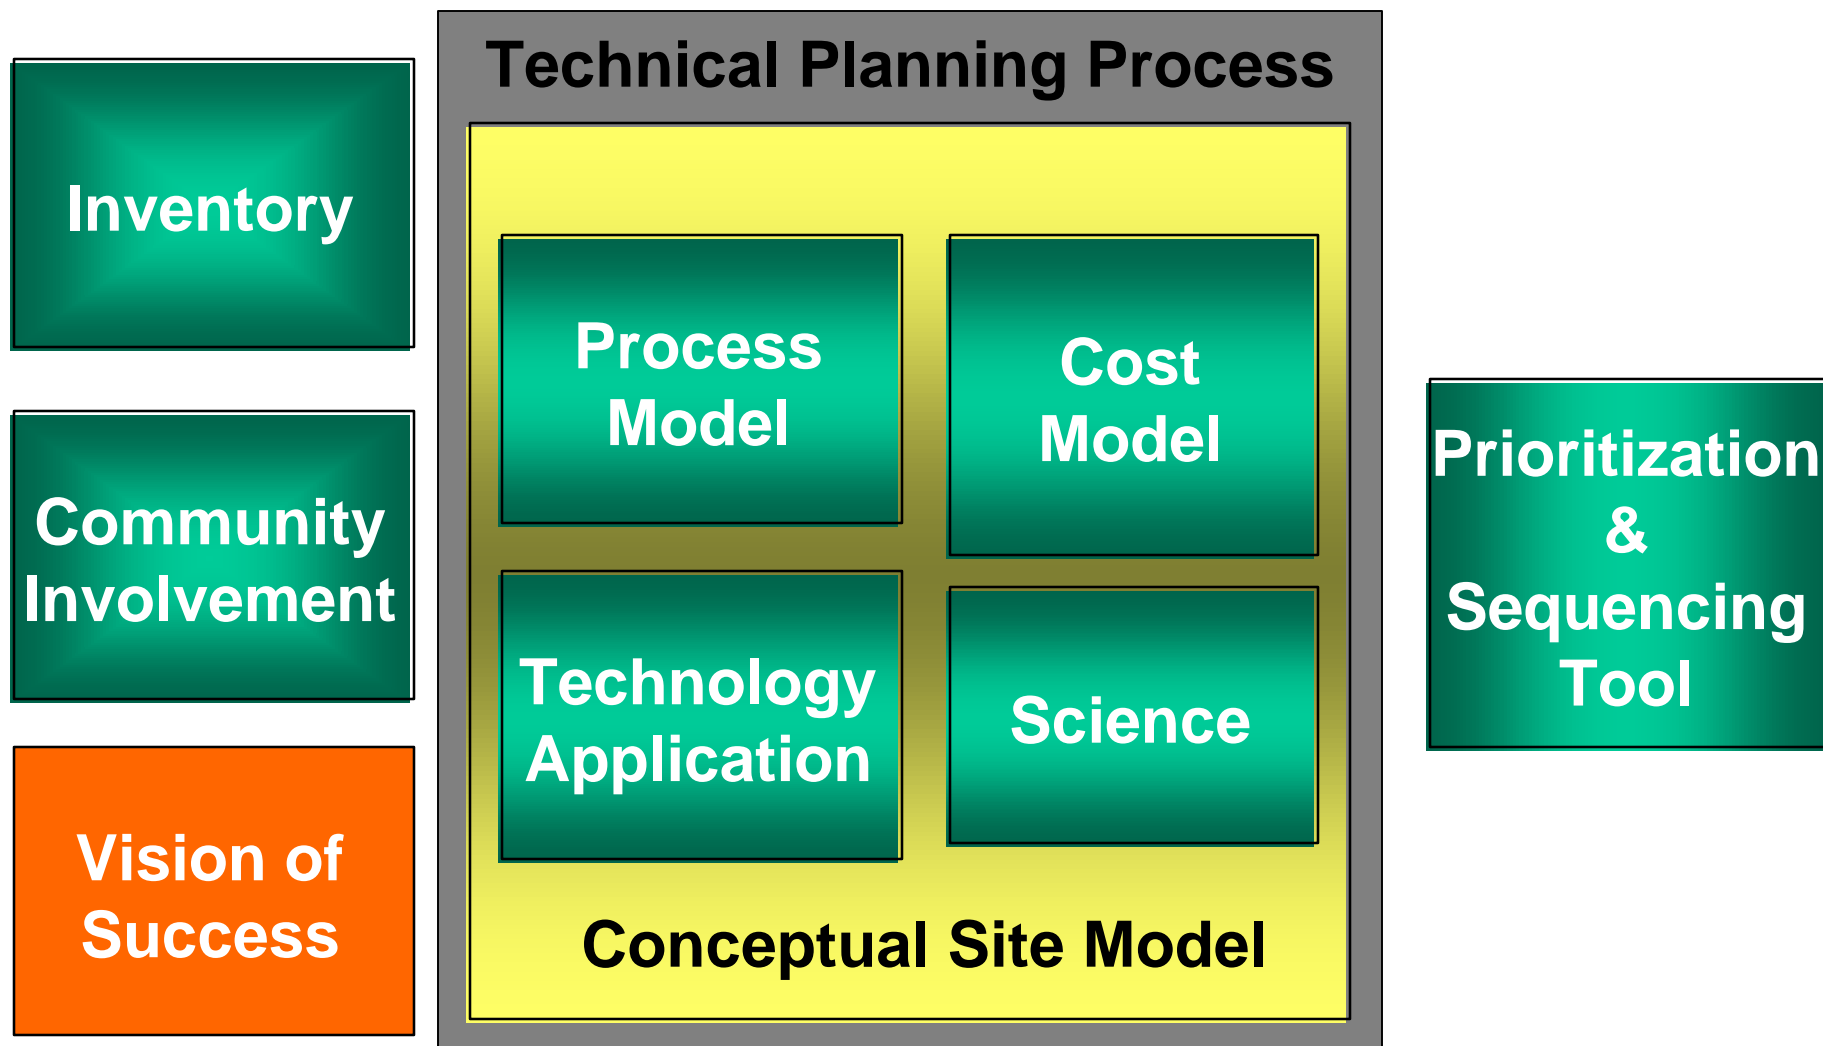 Technical Planning Process
Inventory
Community
Involvement
Vision of
Success
Process
Model
Cost
Model
Technology
Application
Science
Conceptual Site Model
Prioritization
&
Sequencing
Tool